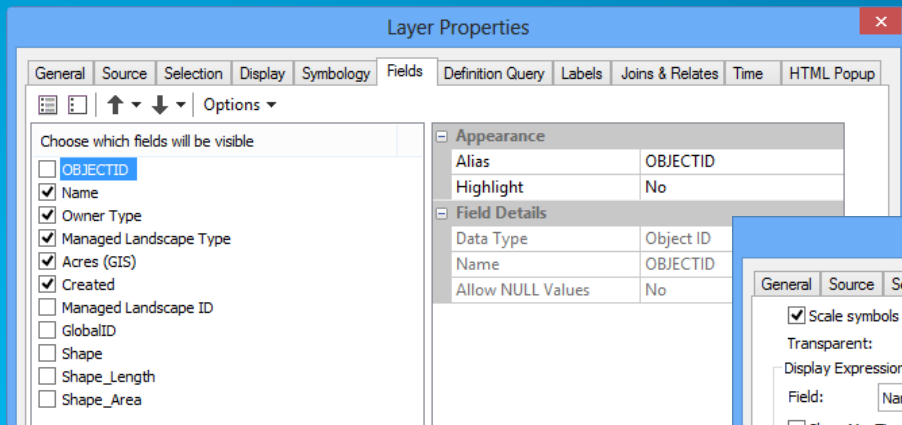 Layer Properties
General Source Selection Display Symbology Fields Definition Query Labels Joins & Relates Time HTML Popup
Options
Choose which fields will be visible
OBJECTID
Name
Owner Type
Managed Landscape Type
Acres (GIS)
Created
Managed Landscape ID
GlobalID
Shape
Shape_Length
Shape_Area
Appearance
Alias OBJECTID
Highlight No
Field Details
Data Type Object ID
Name OBJECTID
Allow NULL Values No
General Source
Scale symbols
Transparent:
Display Expression
Field: